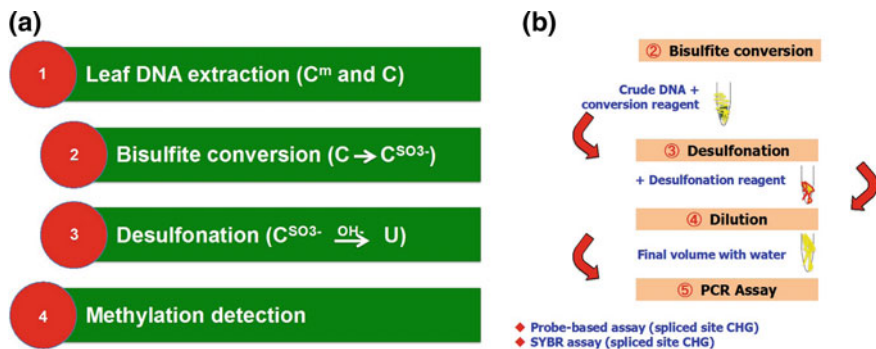 (a)
1 Leaf DNA extraction (Cᵐ and C)
2 Bisulfite conversion (C → C^SO3-)
3 Desulfonation (C^SO3- OH- → U)
4 Methylation detection
(b)
② Bisulfite conversion
Crude DNA +
conversion reagent
③ Desulfonation
+ Desulfonation reagent
④ Dilution
Final volume with water
⑤ PCR Assay
◆ Probe-based assay (spliced site CHG)
◆ SYBR assay (spliced site CHG)